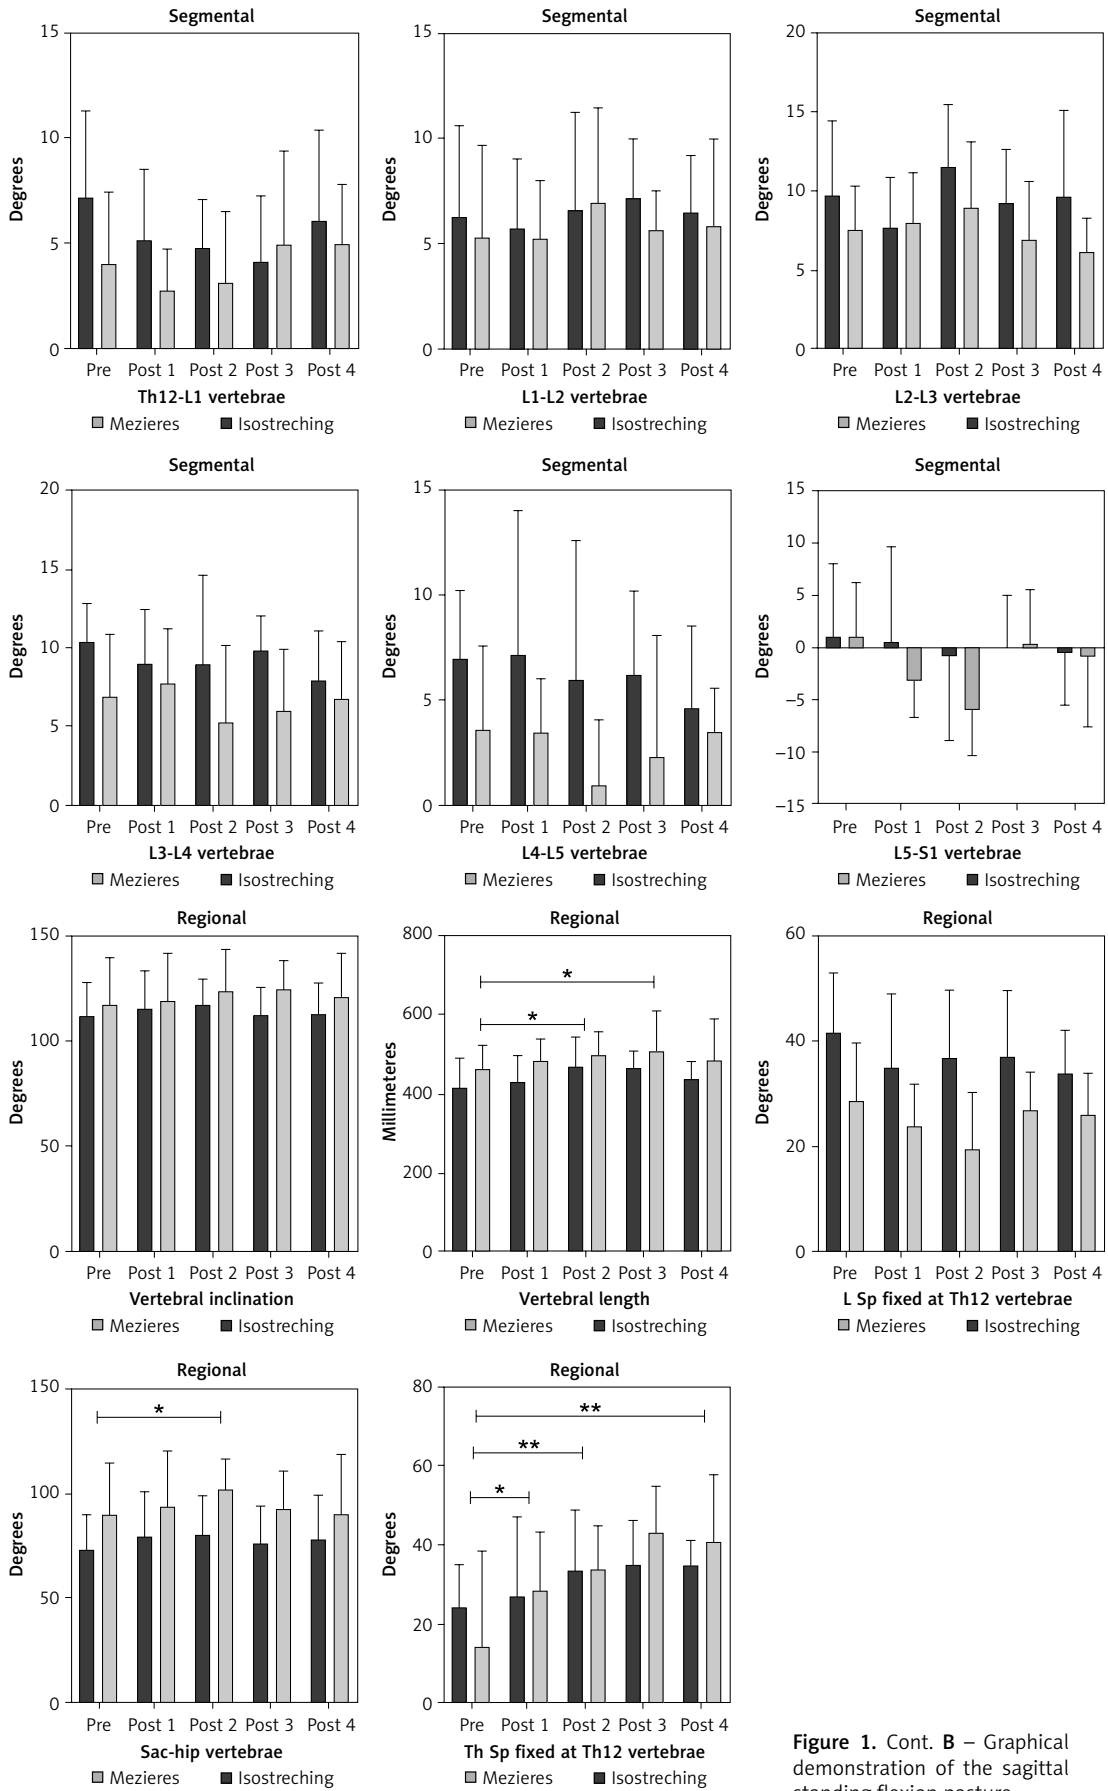 Segmental
15
10
5
0
Degrees
Pre Post 1 Post 2 Post 3 Post 4
Th12-L1 vertebrae
Mezieres Isostreching
Segmental
15
10
5
0
Degrees
Pre Post 1 Post 2 Post 3 Post 4
L1-L2 vertebrae
Mezieres Isostreching
Segmental
20
15
10
5
0
Degrees
Pre Post 1 Post 2 Post 3 Post 4
L2-L3 vertebrae
Mezieres Isostreching
Segmental
20
15
10
5
0
Degrees
Pre Post 1 Post 2 Post 3 Post 4
L3-L4 vertebrae
Mezieres Isostreching
Segmental
15
10
5
0
Degrees
Pre Post 1 Post 2 Post 3 Post 4
L4-L5 vertebrae
Mezieres Isostreching
Segmental
15
10
5
0
−5
−10
−15
Degrees
Pre Post 1 Post 2 Post 3 Post 4
L5-S1 vertebrae
Mezieres Isostreching
Regional
150
100
50
0
Degrees
Pre Post 1 Post 2 Post 3 Post 4
Vertebral inclination
Mezieres Isostreching
Regional
800
600
400
200
0
Millimeteres
*
*
Pre Post 1 Post 2 Post 3 Post 4
Vertebral length
Mezieres Isostreching
Regional
60
40
20
0
Degrees
Pre Post 1 Post 2 Post 3 Post 4
L Sp fixed at Th12 vertebrae
Mezieres Isostreching
Regional
150
100
50
0
Degrees
*
Pre Post 1 Post 2 Post 3 Post 4
Sac-hip vertebrae
Mezieres Isostreching
Regional
80
60
40
20
0
Degrees
**
**
*
Pre Post 1 Post 2 Post 3 Post 4
Th Sp fixed at Th12 vertebrae
Mezieres Isostreching
Figure 1. Cont. B – Graphical
demonstration of the sagittal
standing flexion posture